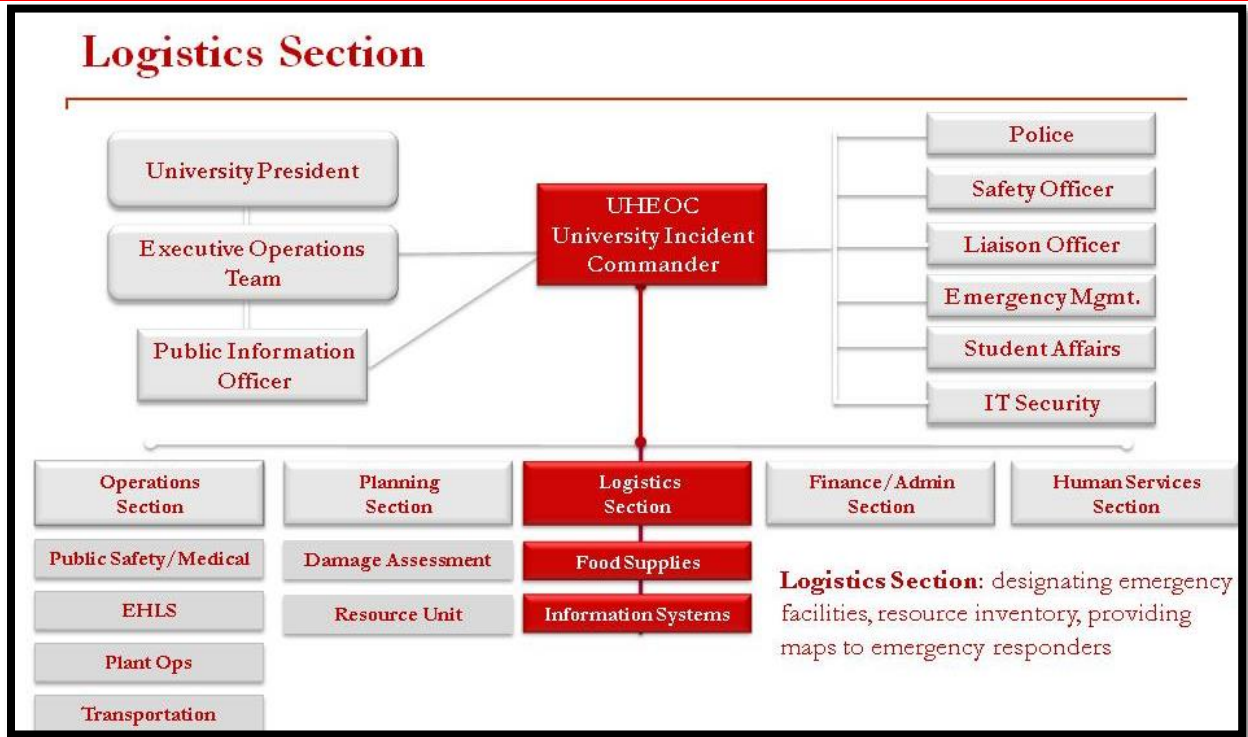 Logistics Section
University President
Executive Operations
Team
Public Information
Officer
UHEOC
University Incident
Commander
Police
Safety Officer
Liaison Officer
Emergency Mgmt.
Student Affairs
IT Security
Operations
Section
Public Safety/Medical
EHLS
Plant Ops
Transportation
Planning
Section
Damage Assessment
Resource Unit
Logistics
Section
Food Supplies
Information Systems
Finance/Admin
Section
Human Services
Section
Logistics Section: designating emergency
facilities, resource inventory, providing
maps to emergency responders